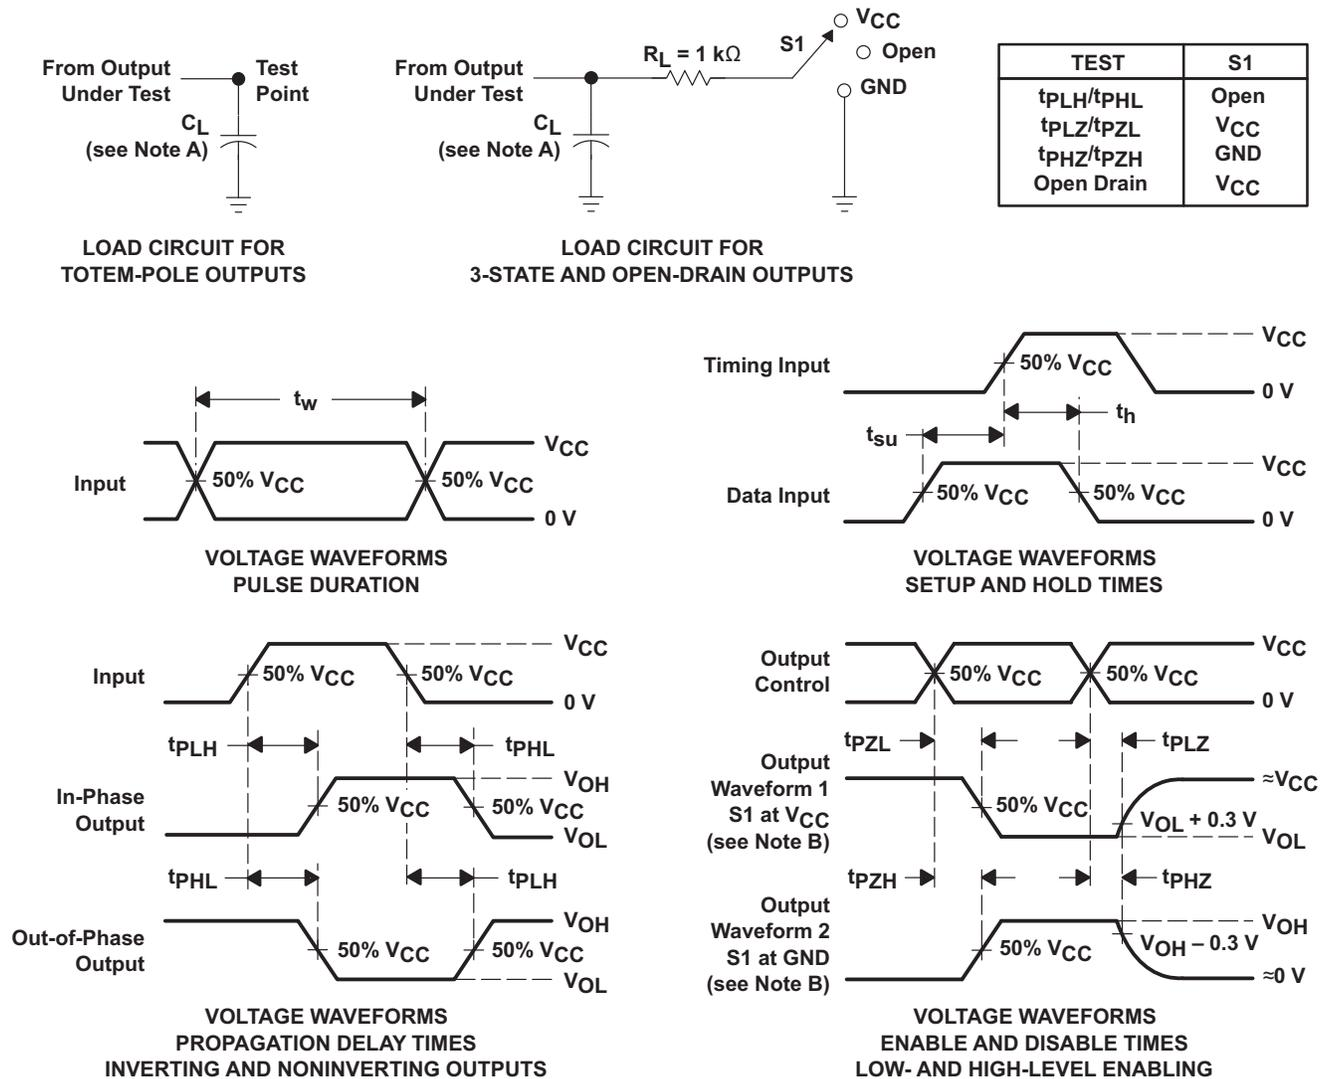 From Output
Under Test
Test
Point
CL
(see Note A)
LOAD CIRCUIT FOR
TOTEM-POLE OUTPUTS
From Output
Under Test
RL = 1 kΩ
S1
VCC
Open
GND
CL
(see Note A)
LOAD CIRCUIT FOR
3-STATE AND OPEN-DRAIN OUTPUTS
TEST S1
tPLH/tPHL Open
tPLZ/tPZL VCC
tPHZ/tPZH GND
Open Drain VCC
tw
Input
50% VCC
50% VCC
VCC
0 V
VOLTAGE WAVEFORMS
PULSE DURATION
Timing Input
50% VCC
VCC
0 V
th
tsu
Data Input
50% VCC
50% VCC
VCC
0 V
VOLTAGE WAVEFORMS
SETUP AND HOLD TIMES
Input
50% VCC
50% VCC
VCC
0 V
tPLH
tPHL
In-Phase
Output
50% VCC
50% VCC
VOH
VOL
tPHL
tPLH
Out-of-Phase
Output
50% VCC
50% VCC
VOH
VOL
VOLTAGE WAVEFORMS
PROPAGATION DELAY TIMES
INVERTING AND NONINVERTING OUTPUTS
Output
Control
50% VCC
50% VCC
VCC
0 V
tPZL
tPLZ
Output
Waveform 1
S1 at VCC
(see Note B)
50% VCC
≈VCC
VOL + 0.3 V
VOL
tPZH
tPHZ
Output
Waveform 2
S1 at GND
(see Note B)
50% VCC
VOH
VOH − 0.3 V
≈0 V
VOLTAGE WAVEFORMS
ENABLE AND DISABLE TIMES
LOW- AND HIGH-LEVEL ENABLING